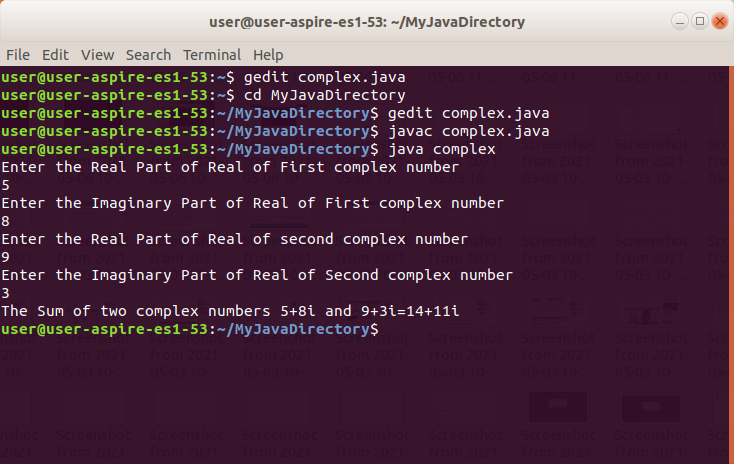 user@user-aspire-es1-53: ~/MyJavaDirectory
File Edit View Search Terminal Help
user@user-aspire-es1-53:~$ gedit complex.java
user@user-aspire-es1-53:~$ cd MyJavaDirectory
user@user-aspire-es1-53:~/MyJavaDirectory$ gedit complex.java
user@user-aspire-es1-53:~/MyJavaDirectory$ javac complex.java
user@user-aspire-es1-53:~/MyJavaDirectory$ java complex
Enter the Real Part of Real of First complex number
5
Enter the Imaginary Part of Real of First complex number
8
Enter the Real Part of Real of second complex number
9
Enter the Imaginary Part of Real of Second complex number
3
The Sum of two complex numbers 5+8i and 9+3i=14+11i
user@user-aspire-es1-53:~/MyJavaDirectory$